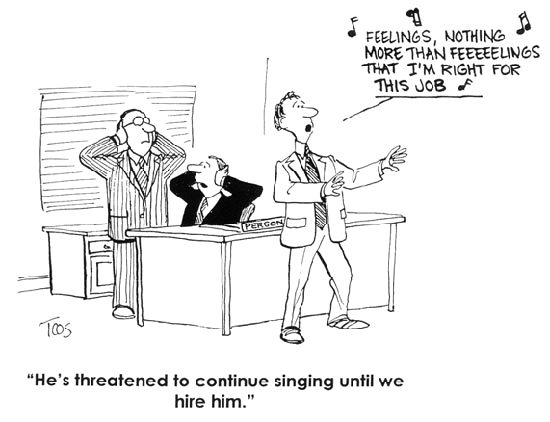 FEELINGS, NOTHING
MORE THAN FEEEEELINGS
THAT I'M RIGHT FOR
THIS JOB
PERSON
TOOS
"He's threatened to continue singing until we
hire him."